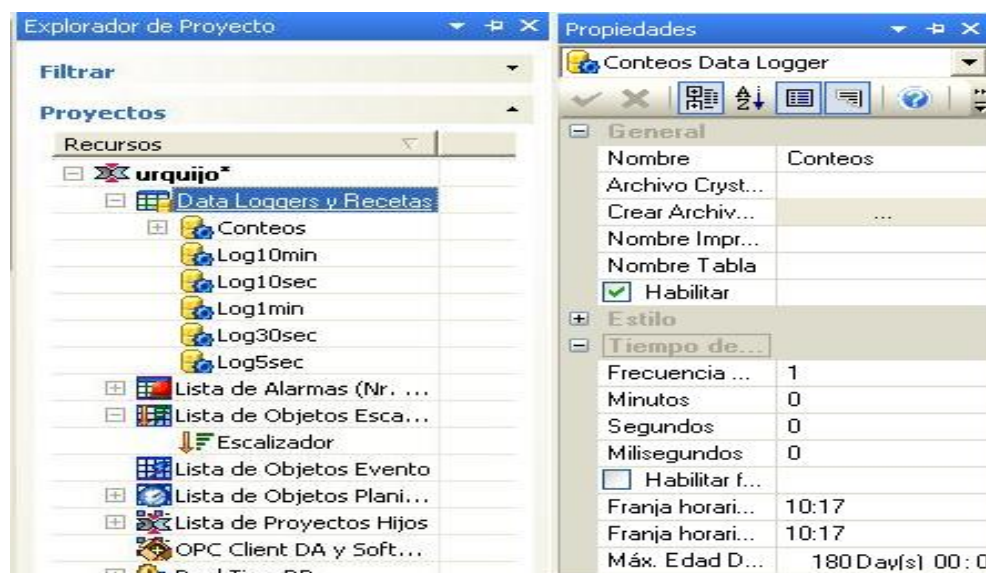 Explorador de Proyecto
Filtrar
Proyectos
Recursos
urquijo*
Data Loggers y Recetas
Conteos
Log10min
Log10sec
Log1min
Log30sec
Log5sec
Lista de Alarmas (Nr. ...
Lista de Objetos Esca...
Escalizador
Lista de Objetos Evento
Lista de Objetos Plani...
Lista de Proyectos Hijos
OPC Client DA y Soft...
Propiedades
Conteos Data Logger
General
Nombre Conteos
Archivo Cryst...
Crear Archiv... ...
Nombre Impr...
Nombre Tabla
Habilitar
Estilo
Tiempo de...
Frecuencia ... 1
Minutos 0
Segundos 0
Milisegundos 0
Habilitar f...
Franja horari... 10:17
Franja horari... 10:17
Máx. Edad D... 180 Day(s) 00:0